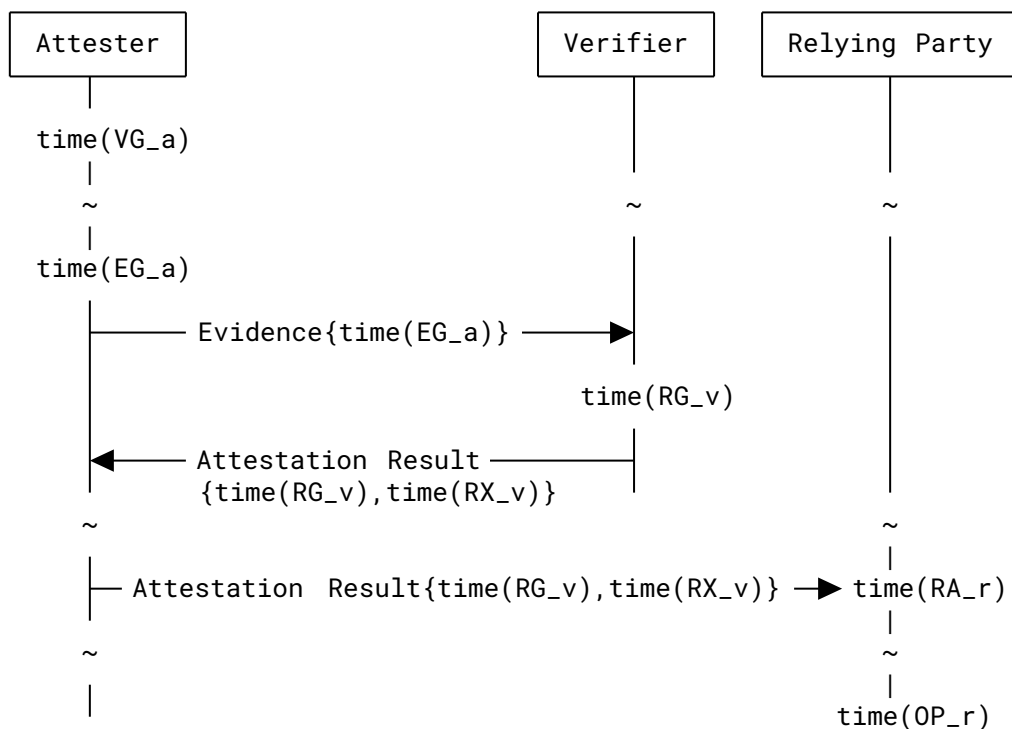 Attester Verifier Relying Party
time(VG_a)
~ ~ ~
time(EG_a)
Evidence{time(EG_a)}
time(RG_v)
Attestation Result
{time(RG_v),time(RX_v)}
~ ~
Attestation Result{time(RG_v),time(RX_v)} time(RA_r)
~ ~
time(OP_r)